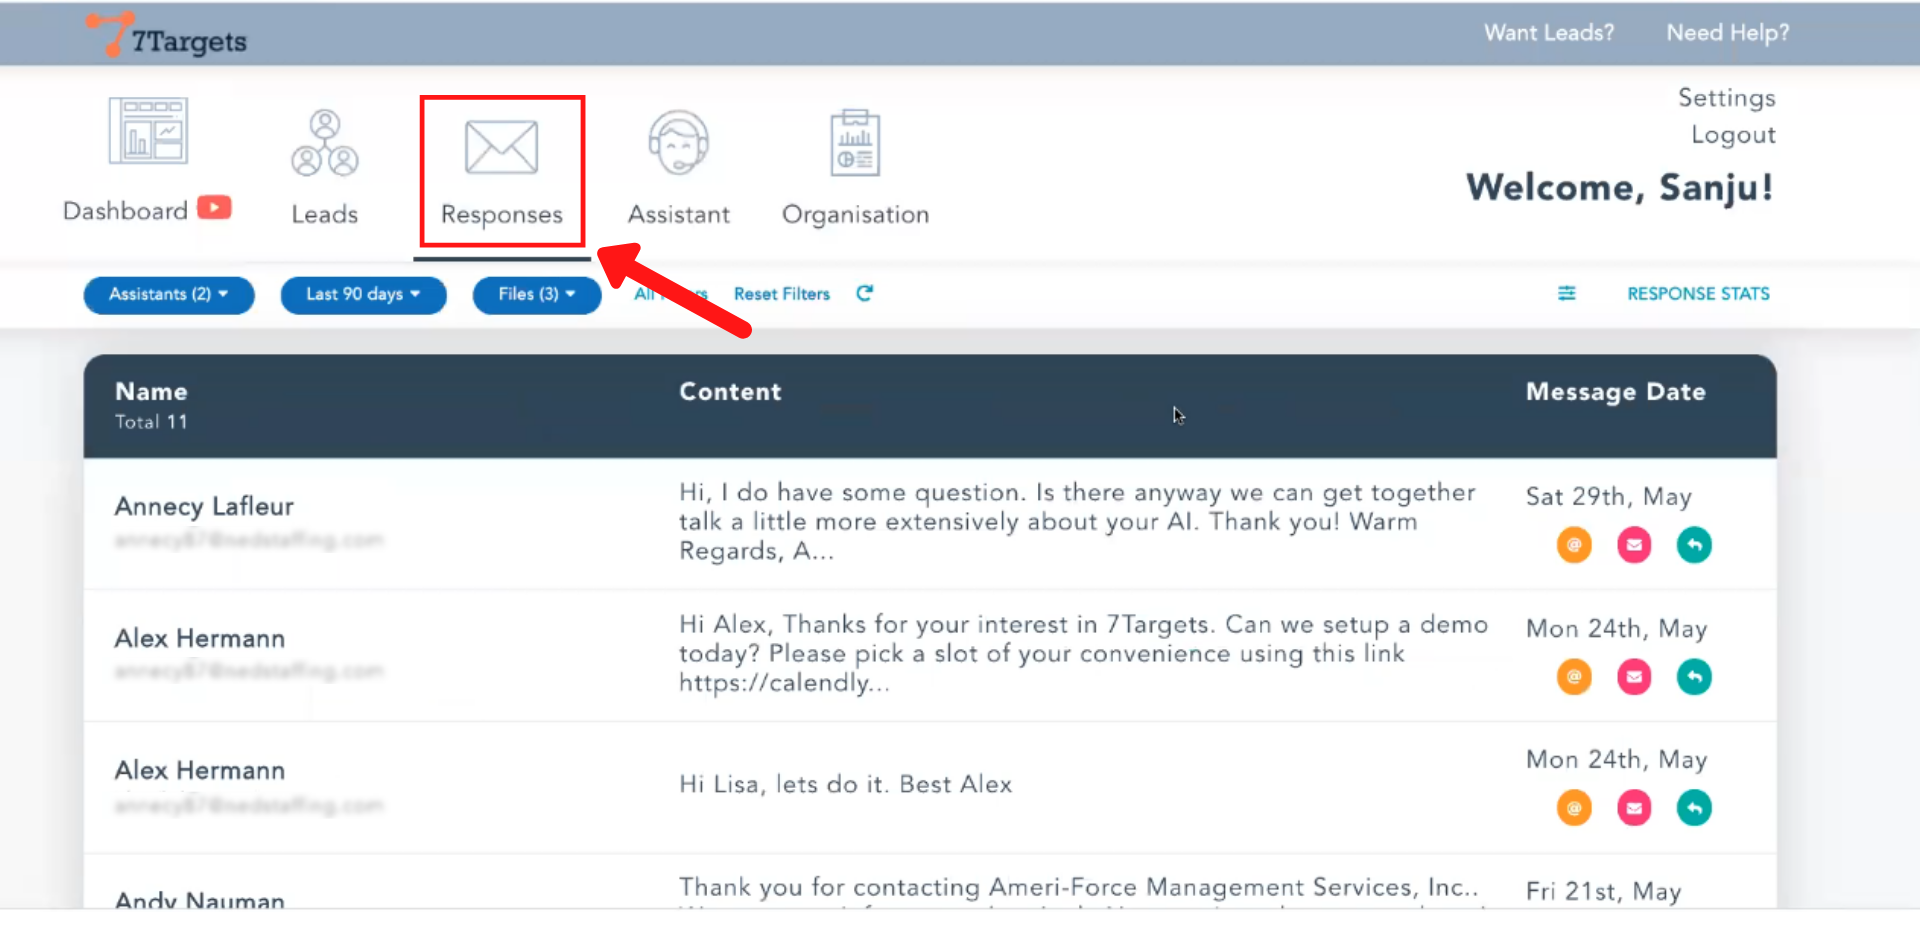 7Targets
Want Leads? Need Help?
Settings
Logout
Welcome, Sanju!
Dashboard Leads Responses Assistant Organisation
Assistants (2) Last 90 days Files (3) All Reset Filters RESPONSE STATS
Name Content Message Date
Total 11
Annecy Lafleur
Hi, I do have some question. Is there anyway we can get together
talk a little more extensively about your AI. Thank you! Warm
Regards, A...
Sat 29th, May
Alex Hermann
Hi Alex, Thanks for your interest in 7Targets. Can we setup a demo
today? Please pick a slot of your convenience using this link
https://calendly...
Mon 24th, May
Alex Hermann
Hi Lisa, lets do it. Best Alex
Mon 24th, May
Andy Nauman
Thank you for contacting Ameri-Force Management Services, Inc..
Fri 21st, May